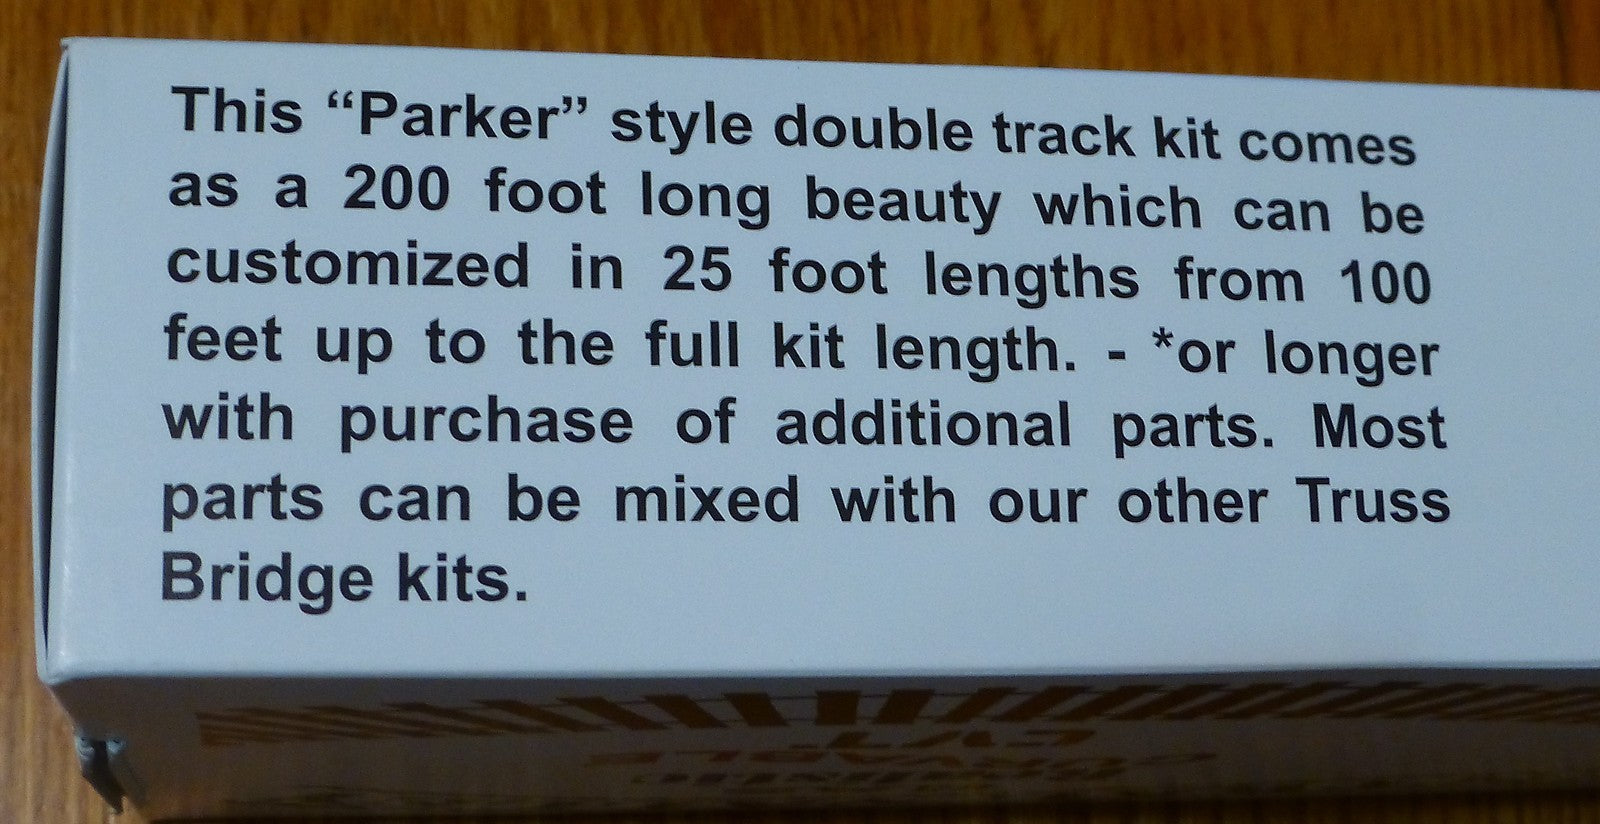 This “Parker” style double track kit comes
as a 200 foot long beauty which can be
customized in 25 foot lengths from 100
feet up to the full kit length. - *or longer
with purchase of additional parts. Most
parts can be mixed with our other Truss
Bridge kits.